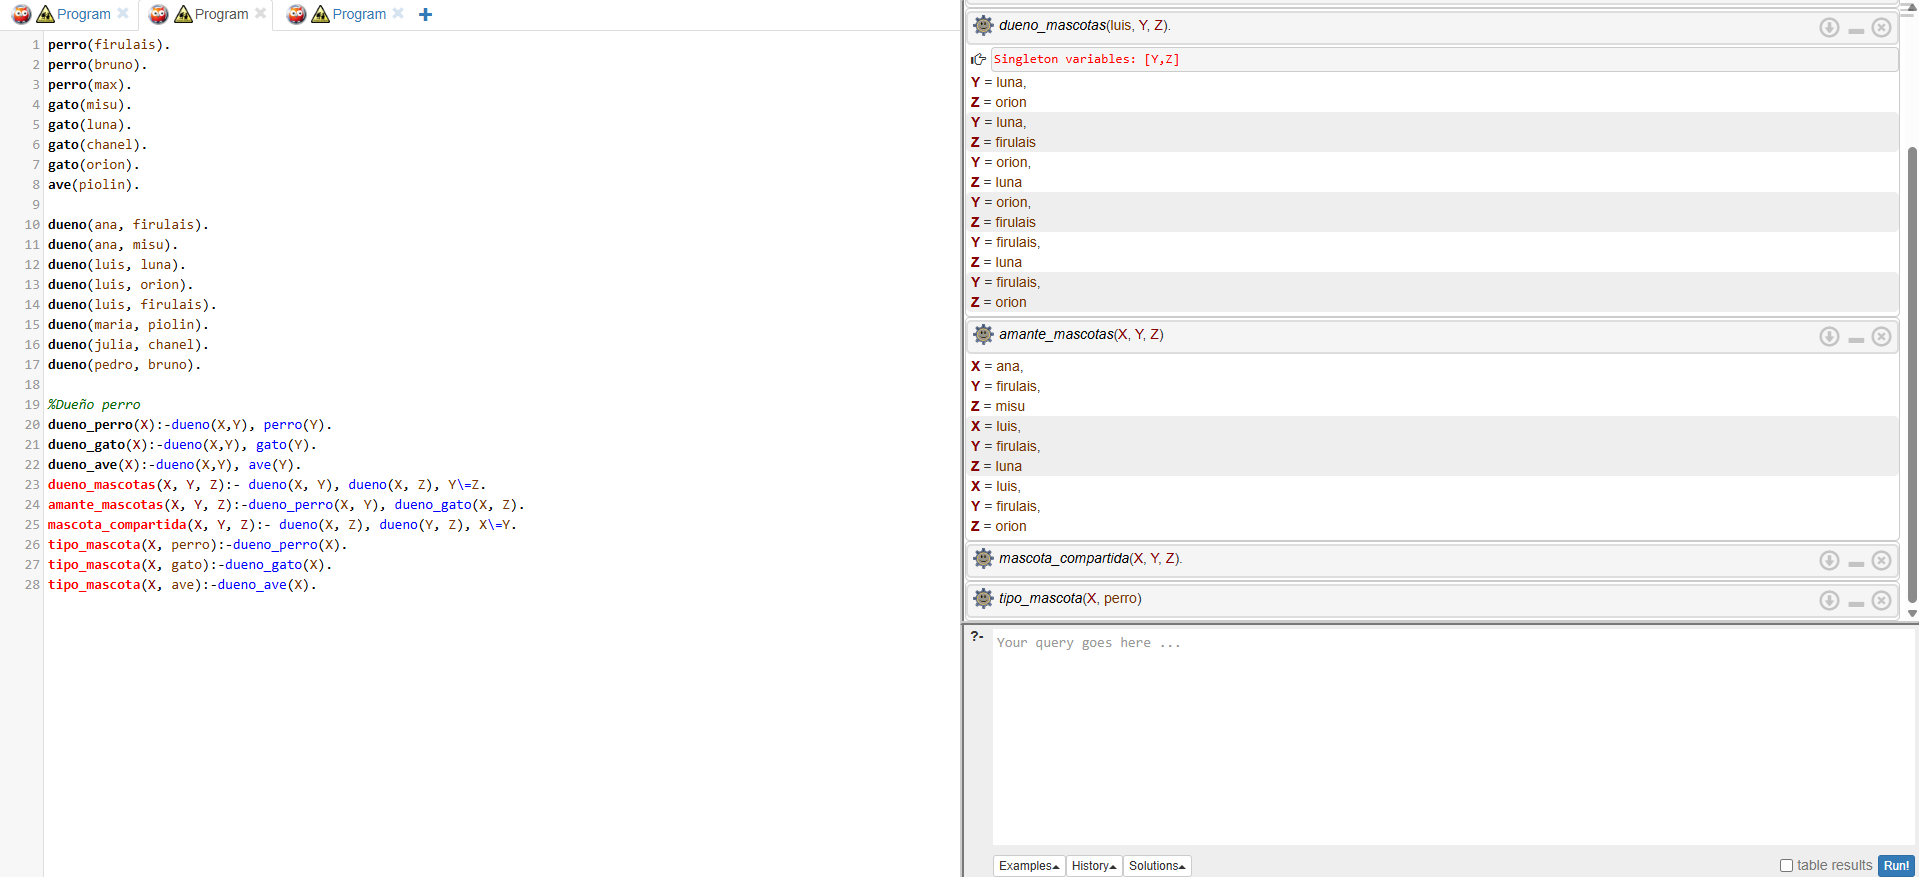 Program Program Program
1 perro(firulais).
2 perro(bruno).
3 perro(max).
4 gato(misu).
5 gato(luna).
6 gato(chanel).
7 gato(orion).
8 ave(piolin).
9
10 dueno(ana, firulais).
11 dueno(ana, misu).
12 dueno(luis, luna).
13 dueno(luis, orion).
14 dueno(luis, firulais).
15 dueno(maria, piolin).
16 dueno(julia, chanel).
17 dueno(pedro, bruno).
18
19 %Dueño perro
20 dueno_perro(X):-dueno(X,Y), perro(Y).
21 dueno_gato(X):-dueno(X,Y), gato(Y).
22 dueno_ave(X):-dueno(X,Y), ave(Y).
23 dueno_mascotas(X, Y, Z):- dueno(X, Y), dueno(X, Z), Y\=Z.
24 amante_mascotas(X, Y, Z):-dueno_perro(X, Y), dueno_gato(X, Z).
25 mascota_compartida(X, Y, Z):- dueno(X, Z), dueno(Y, Z), X\=Y.
26 tipo_mascota(X, perro):-dueno_perro(X).
27 tipo_mascota(X, gato):-dueno_gato(X).
28 tipo_mascota(X, ave):-dueno_ave(X).
dueno_mascotas(luis, Y, Z).
Singleton variables: [Y,Z]
Y = luna,
Z = orion
Y = luna,
Z = firulais
Y = orion,
Z = luna
Y = orion,
Z = firulais
Y = firulais,
Z = luna
Y = firulais,
Z = orion
amante_mascotas(X, Y, Z)
X = ana,
Y = firulais,
Z = misu
X = luis,
Y = firulais,
Z = luna
X = luis,
Y = firulais,
Z = orion
mascota_compartida(X, Y, Z).
tipo_mascota(X, perro)
?- Your query goes here ...
Examples History Solutions table results Run!